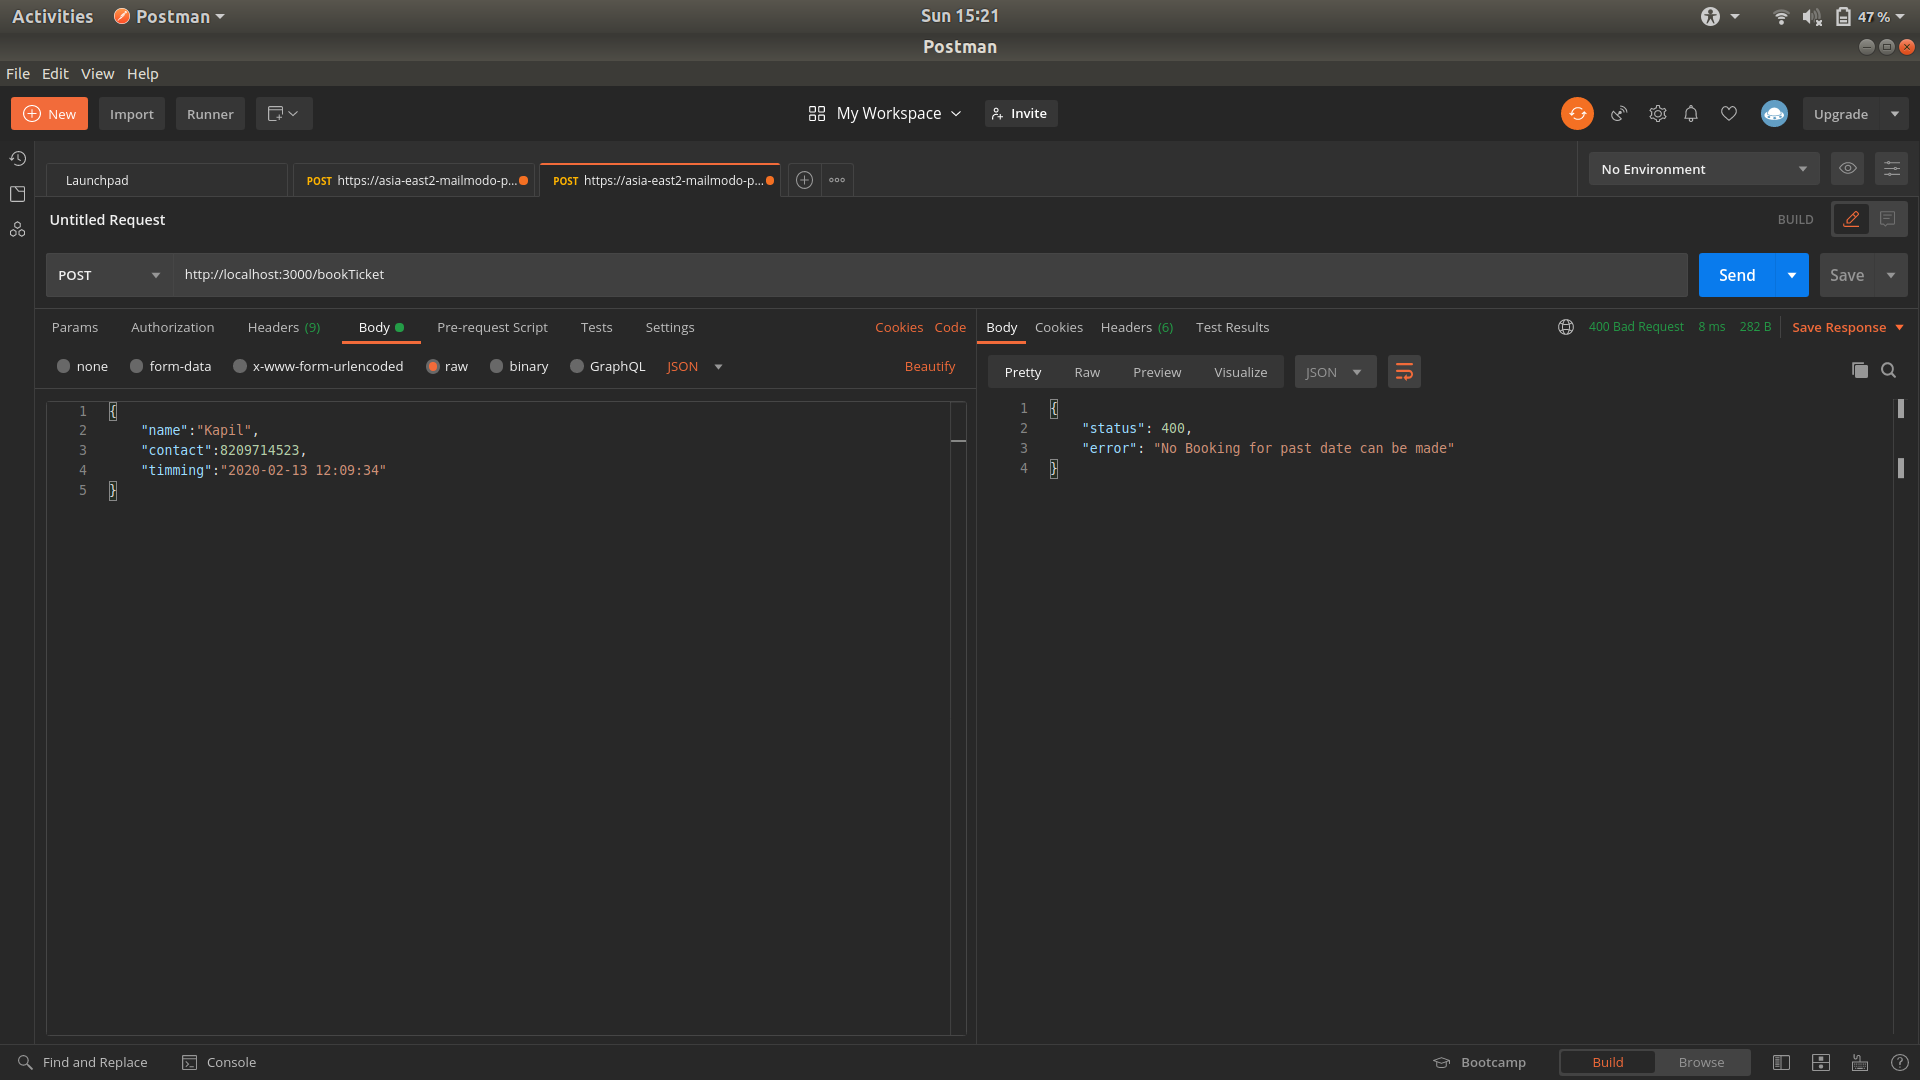 Activities Postman Sun 15:21 47 %
Postman
File Edit View Help
New Import Runner My Workspace Invite Upgrade
Launchpad POST https://asia-east2-mailmodo-p... POST https://asia-east2-mailmodo-p... No Environment
Untitled Request BUILD
POST http://localhost:3000/bookTicket Send Save
Params Authorization Headers (9) Body Pre-request Script Tests Settings Cookies Code
none form-data x-www-form-urlencoded raw binary GraphQL JSON Beautify
1 {
2 "name":"Kapil",
3 "contact":8209714523,
4 "timming":"2020-02-13 12:09:34"
5 }
Body Cookies Headers (6) Test Results 400 Bad Request 8 ms 282 B Save Response
Pretty Raw Preview Visualize JSON
1 {
2 "status": 400,
3 "error": "No Booking for past date can be made"
4 }
Find and Replace Console Bootcamp Build Browse